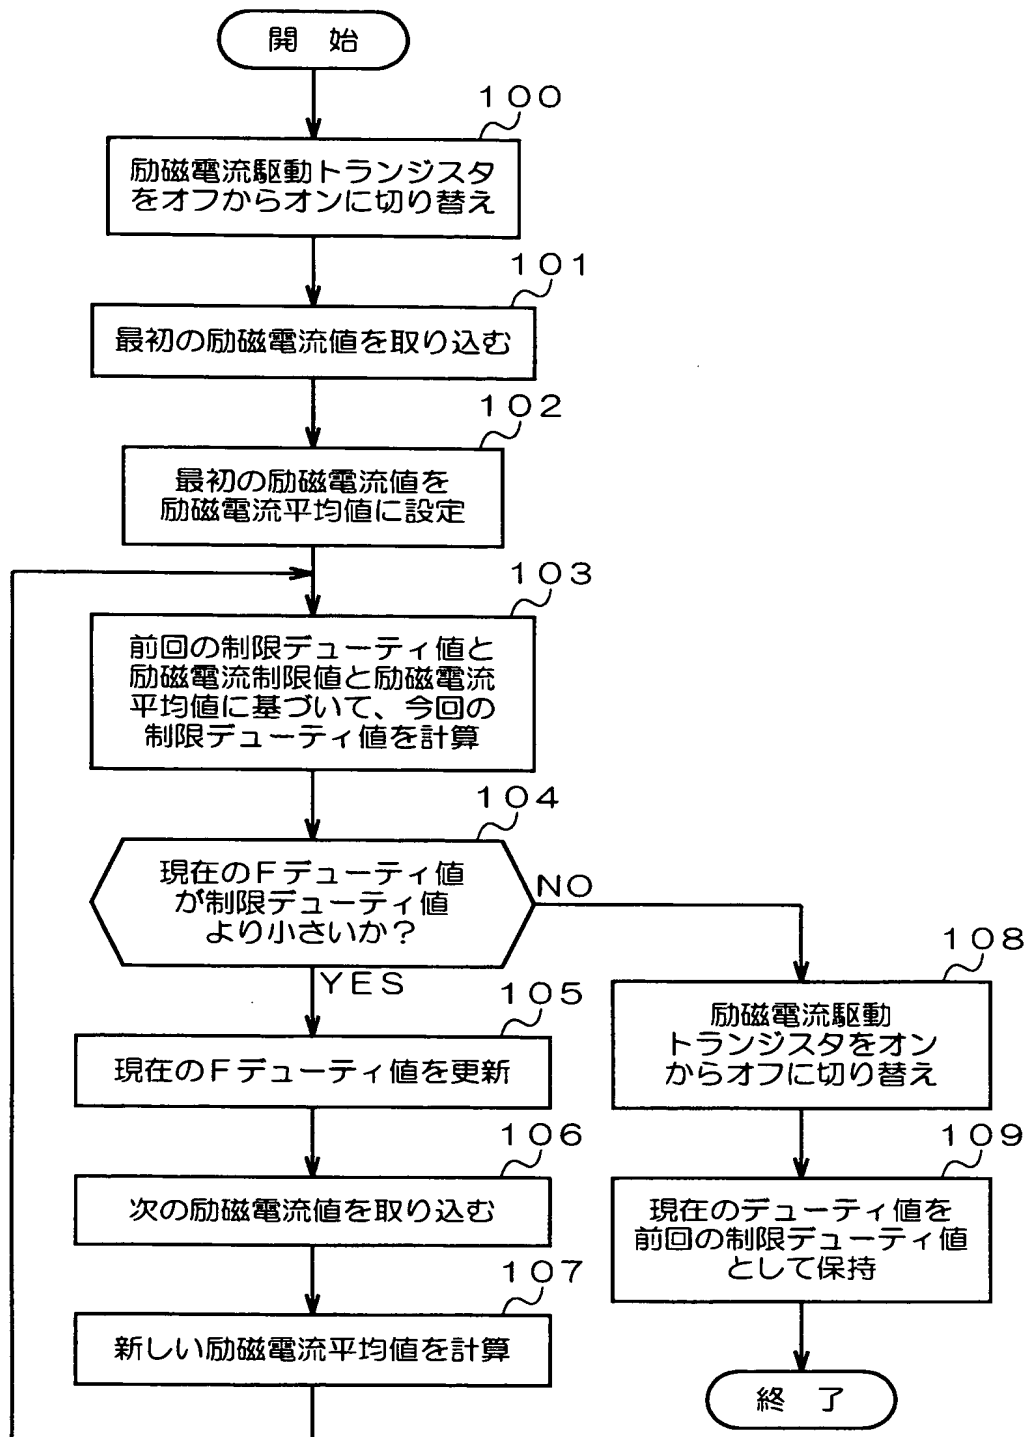 開　始
１００
励磁電流駆動トランジスタ
をオフからオンに切り替え
１０１
最初の励磁電流値を取り込む
１０２
最初の励磁電流値を
励磁電流平均値に設定
１０３
前回の制限デューティ値と
励磁電流制限値と励磁電流
平均値に基づいて、今回の
制限デューティ値を計算
１０４
現在のＦデューティ値
が制限デューティ値
より小さいか？
ＮＯ
ＹＥＳ
１０５
現在のＦデューティ値を更新
１０６
次の励磁電流値を取り込む
１０７
新しい励磁電流平均値を計算
１０８
励磁電流駆動
トランジスタをオン
からオフに切り替え
１０９
現在のデューティ値を
前回の制限デューティ値
として保持
終　了